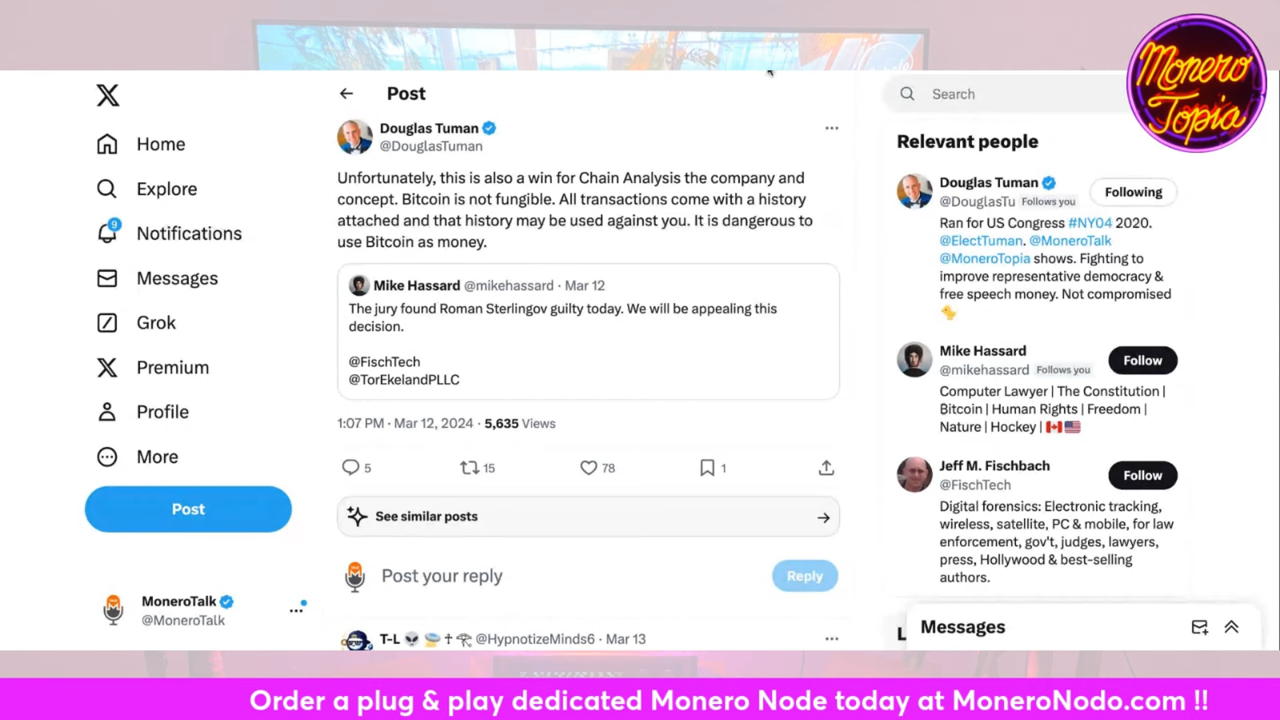 Monero
Topia
X
Home
Explore
9
Notifications
Messages
Grok
Premium
Profile
More
Post
MoneroTalk
@MoneroTalk
Post
Douglas Tuman
@DouglasTuman
Unfortunately, this is also a win for Chain Analysis the company and
concept. Bitcoin is not fungible. All transactions come with a history
attached and that history may be used against you. It is dangerous to
use Bitcoin as money.
Mike Hassard @mikehassard · Mar 12
The jury found Roman Sterlingov guilty today. We will be appealing this
decision.
@FischTech
@TorEkelandPLLC
1:07 PM · Mar 12, 2024 · 5,635 Views
5 15 78 1
See similar posts
Post your reply
Reply
T-L @HypnotizeMinds6 · Mar 13
Search
Relevant people
Douglas Tuman
@DouglasTu Follows you
Following
Ran for US Congress #NY04 2020.
@ElectTuman. @MoneroTalk
@MoneroTopia shows. Fighting to
improve representative democracy &
free speech money. Not compromised
Mike Hassard
@mikehassard Follows you
Follow
Computer Lawyer | The Constitution |
Bitcoin | Human Rights | Freedom |
Nature | Hockey |
Jeff M. Fischbach
@FischTech
Follow
Digital forensics: Electronic tracking,
wireless, satellite, PC & mobile, for law
enforcement, gov't, judges, lawyers,
press, Hollywood & best-selling
authors.
Messages
Order a plug & play dedicated Monero Node today at MoneroNodo.com !!